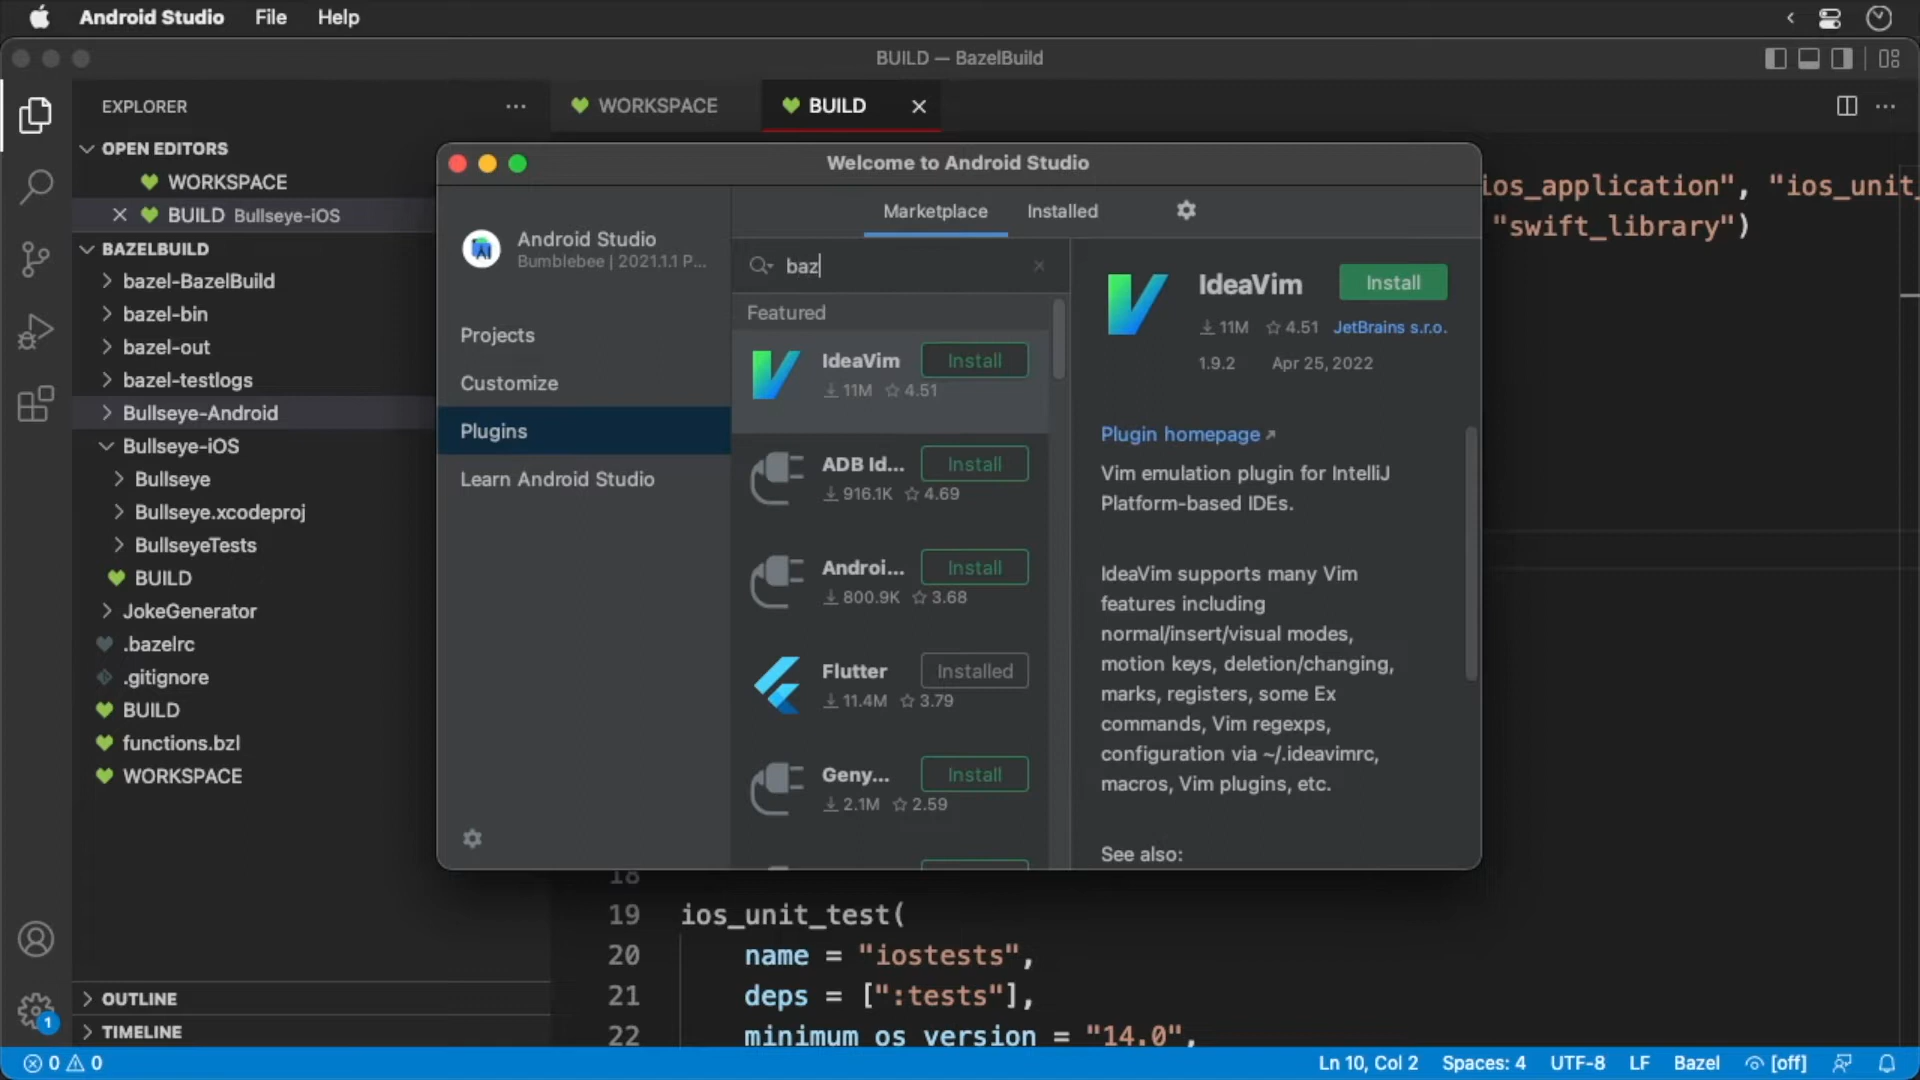 Android Studio File Help
BUILD — BazelBuild
EXPLORER
WORKSPACE
BUILD
OPEN EDITORS
WORKSPACE
BUILD Bullseye-iOS
BAZELBUILD
bazel-BazelBuild
bazel-bin
bazel-out
bazel-testlogs
Bullseye-Android
Bullseye-iOS
Bullseye
Bullseye.xcodeproj
BullseyeTests
BUILD
JokeGenerator
.bazelrc
.gitignore
BUILD
functions.bzl
WORKSPACE
OUTLINE
TIMELINE
Welcome to Android Studio
Android Studio
Bumblebee | 2021.1.1 P...
Projects
Customize
Plugins
Learn Android Studio
Marketplace Installed
baz
Featured
IdeaVim Install
11M 4.51
ADB Id... Install
916.1K 4.69
Androi... Install
800.9K 3.68
Flutter Installed
11.4M 3.79
Geny... Install
2.1M 2.59
IdeaVim Install
11M 4.51 JetBrains s.r.o.
1.9.2 Apr 25, 2022
Plugin homepage ↗
Vim emulation plugin for IntelliJ
Platform-based IDEs.
IdeaVim supports many Vim
features including
normal/insert/visual modes,
motion keys, deletion/changing,
marks, registers, some Ex
commands, Vim regexps,
configuration via ~/.ideavimrc,
macros, Vim plugins, etc.
See also:
ios_application", "ios_unit_
"swift_library")
18
19 ios_unit_test(
20 name = "iostests",
21 deps = [":tests"],
22 minimum_os_version = "14.0",
1
0 0
Ln 10, Col 2 Spaces: 4 UTF-8 LF Bazel [off]